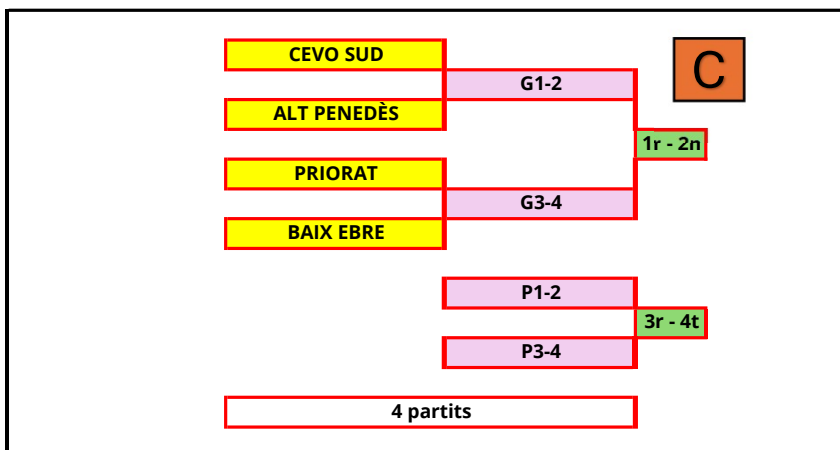 CEVO SUD
C
G1-2
ALT PENEDÈS
1r - 2n
PRIORAT
G3-4
BAIX EBRE
P1-2
3r - 4t
P3-4
4 partits